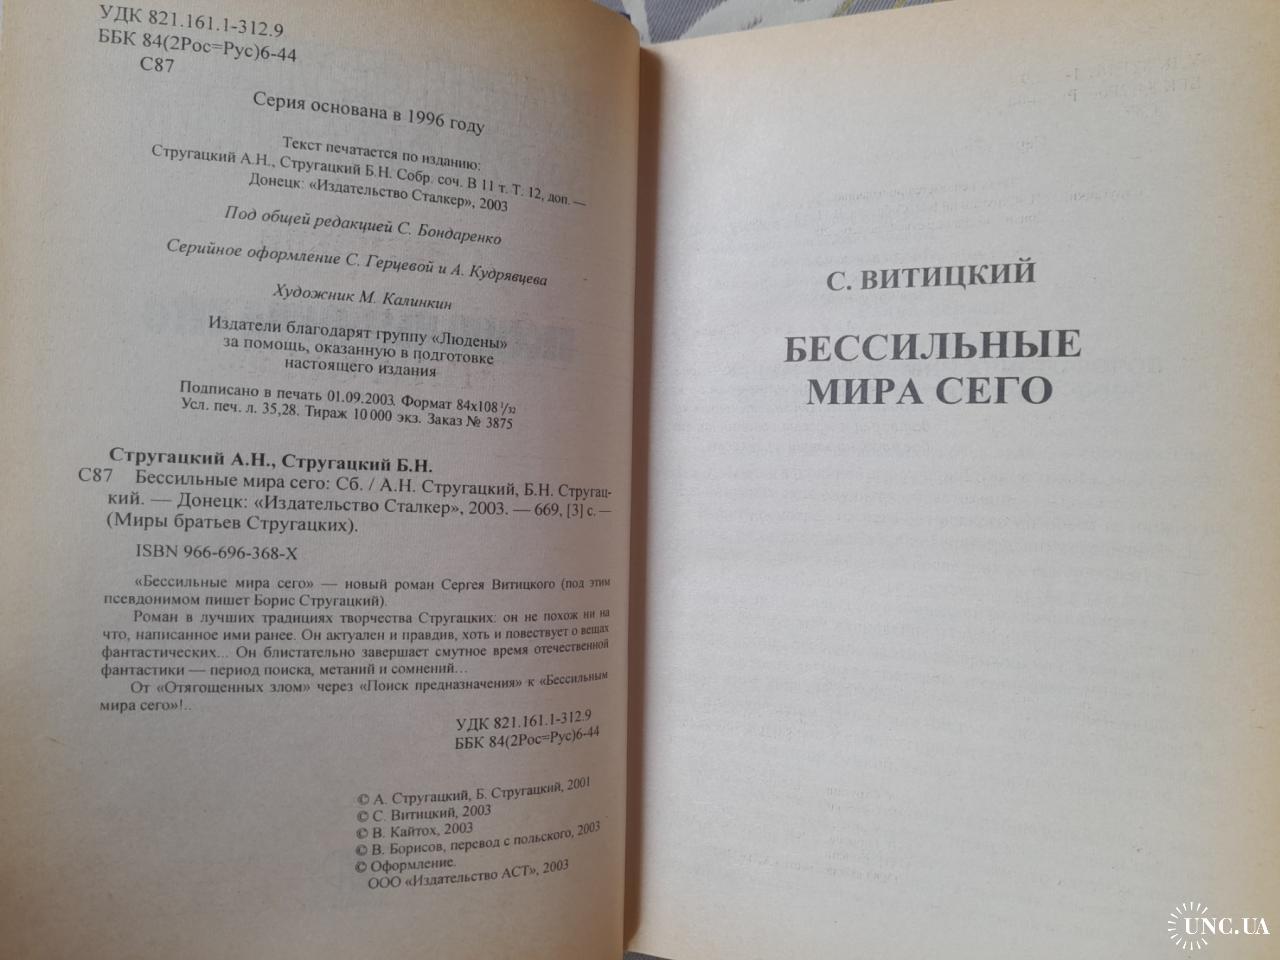 УДК 821.161.1-312.9
ББК 84(2Рос=Рус)6-44
С87
Серия основана в 1996 году
Текст печатается по изданию:
Стругацкий А.Н., Стругацкий Б.Н. Собр. соч. В 11 т. Т. 12, доп. —
Донецк: «Издательство Сталкер», 2003
Под общей редакцией С. Бондаренко
Серийное оформление С. Герцевой и А. Кудрявцева
Художник М. Калинкин
Издатели благодарят группу «Людены»
за помощь, оказанную в подготовке
настоящего издания
Подписано в печать 01.09.2003. Формат 84х108 1/32
Усл. печ. л. 35,28. Тираж 10 000 экз. Заказ № 3875
Стругацкий А.Н., Стругацкий Б.Н.
С87 Бессильные мира сего: Сб. / А.Н. Стругацкий, Б.Н. Стругац-
кий. — Донецк: «Издательство Сталкер», 2003. — 669, [3] с. —
(Миры братьев Стругацких).
ISBN 966-696-368-X
«Бессильные мира сего» — новый роман Сергея Витицкого (под этим
псевдонимом пишет Борис Стругацкий).
Роман в лучших традициях творчества Стругацких: он не похож ни на
что, написанное ими ранее. Он актуален и правдив, хоть и повествует о вещах
фантастических... Он блистательно завершает смутное время отечественной
фантастики — период поиска, метаний и сомнений...
От «Отягощенных злом» через «Поиск предназначения» к «Бессильным
мира сего»!..
УДК 821.161.1-312.9
ББК 84(2Рос=Рус)6-44
© А. Стругацкий, Б. Стругацкий, 2001
© С. Витицкий, 2003
© В. Кайтох, 2003
© В. Борисов, перевод с польского, 2003
© Оформление.
ООО «Издательство АСТ», 2003
С. ВИТИЦКИЙ
БЕССИЛЬНЫЕ
МИРА СЕГО
UNC.UA